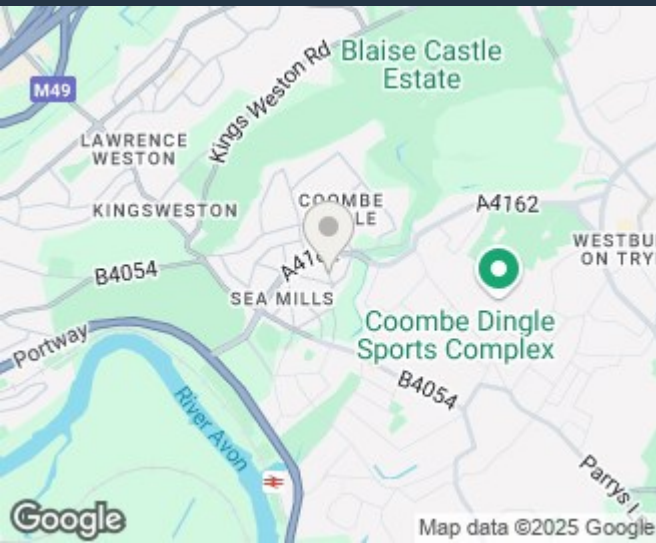 Blaise Castle
Estate
M49
Kings Weston Rd
LAWRENCE
WESTON
KINGSWESTON
COOMBE
A4162
WESTBU
ON TRY
B4054
SEA MILLS
Portway
Coombe Dingle
Sports Complex
B4054
River Avon
Parrys
Google
Map data ©2025 Google